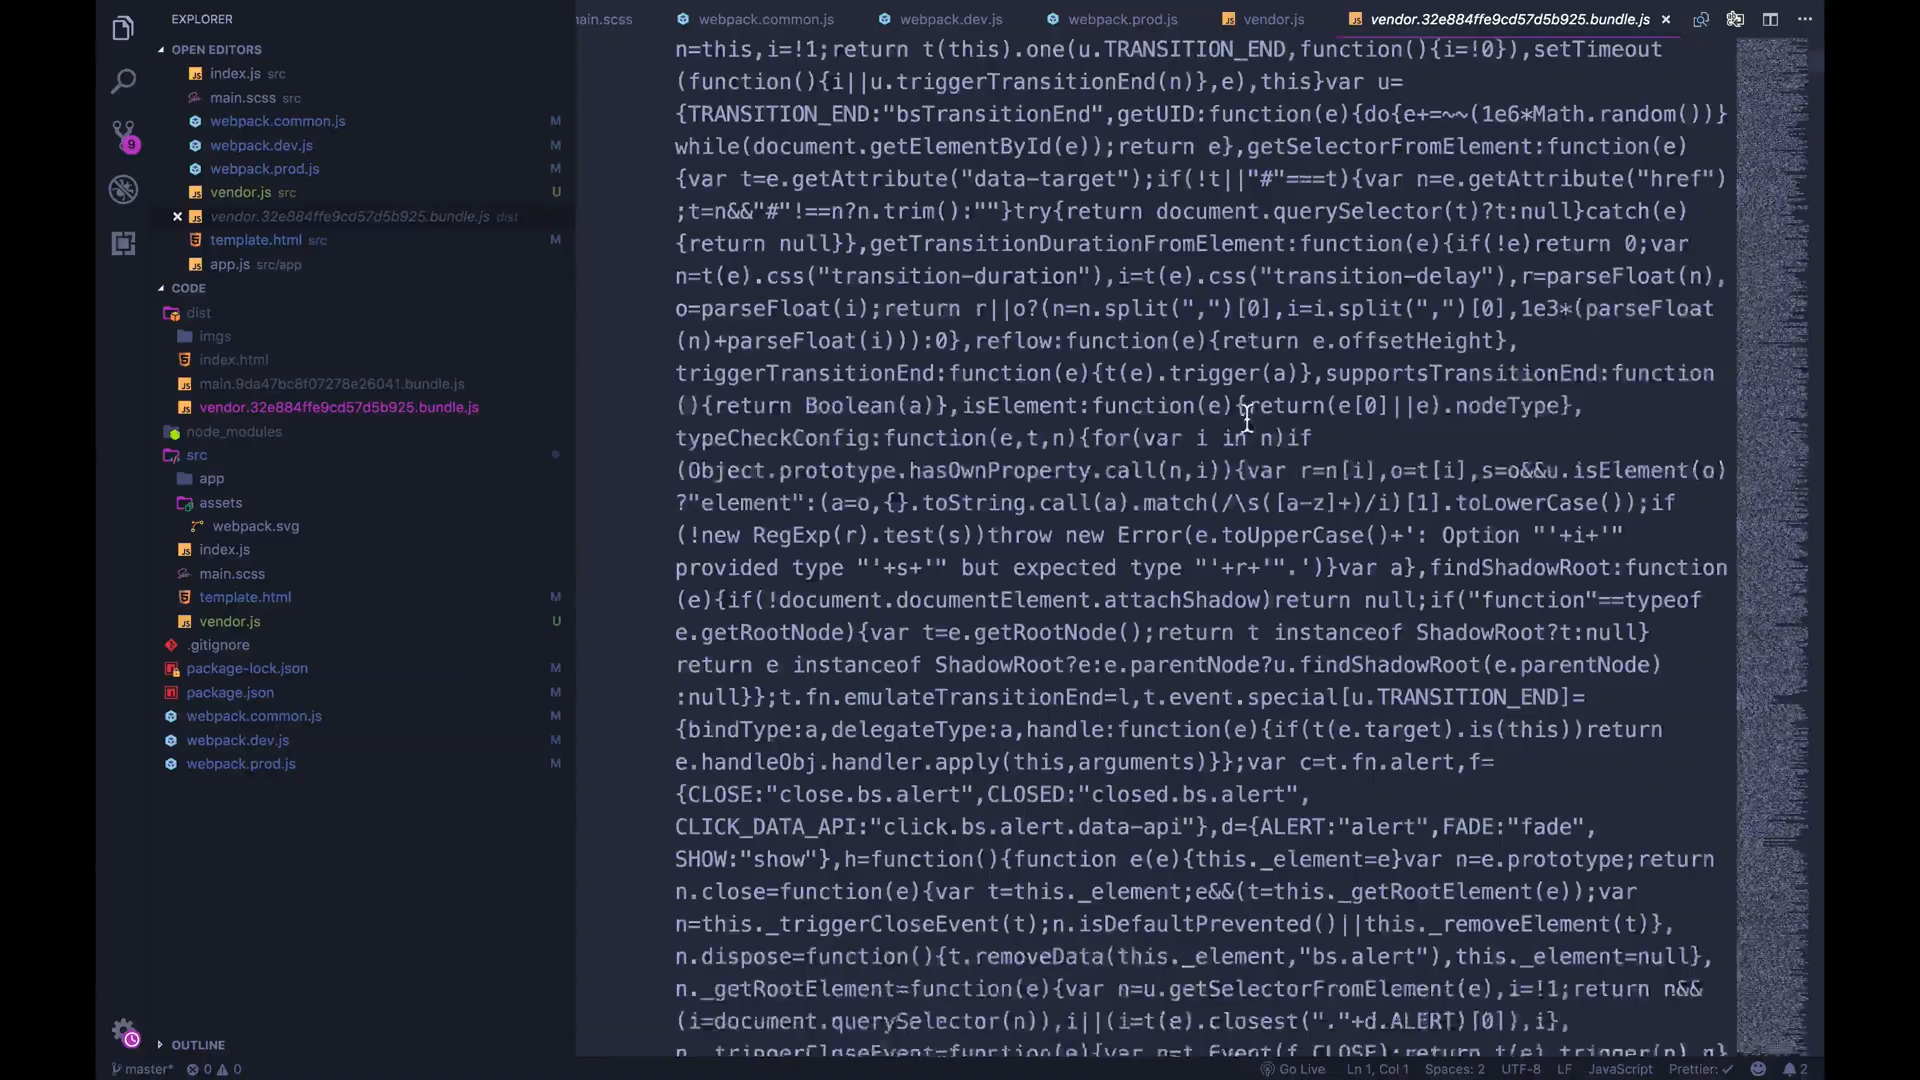 EXPLORER
OPEN EDITORS
index.js src
main.scss src
webpack.common.js M
webpack.dev.js M
webpack.prod.js M
vendor.js src U
vendor.32e884ffe9cd57d5b925.bundle.js dist
template.html src M
app.js src/app
CODE
dist
imgs
index.html
main.9da47bc8f07278e26041.bundle.js
vendor.32e884ffe9cd57d5b925.bundle.js
node_modules
src
app
assets
webpack.svg
index.js
main.scss
template.html M
vendor.js U
.gitignore
package-lock.json M
package.json M
webpack.common.js M
webpack.dev.js M
webpack.prod.js M
OUTLINE
9
main.scss webpack.common.js webpack.dev.js webpack.prod.js vendor.js vendor.32e884ffe9cd57d5b925.bundle.js
n=this,i=!1;return t(this).one(u.TRANSITION_END,function(){i=!0}),setTimeout
(function(){i||u.triggerTransitionEnd(n)},e),this}var u=
{TRANSITION_END:"bsTransitionEnd",getUID:function(e){do{e+=~~(1e6*Math.random())}
while(document.getElementById(e));return e},getSelectorFromElement:function(e)
{var t=e.getAttribute("data-target");if(!t||"#"===t){var n=e.getAttribute("href")
;t=n&&"#"!==n?n.trim():""}try{return document.querySelector(t)?t:null}catch(e)
{return null}},getTransitionDurationFromElement:function(e){if(!e)return 0;var
n=t(e).css("transition-duration"),i=t(e).css("transition-delay"),r=parseFloat(n),
o=parseFloat(i);return r||o?(n=n.split(",")[0],i=i.split(",")[0],1e3*(parseFloat
(n)+parseFloat(i))):0},reflow:function(e){return e.offsetHeight},
triggerTransitionEnd:function(e){t(e).trigger(a)},supportsTransitionEnd:function
(){return Boolean(a)},isElement:function(e){return(e[0]||e).nodeType},
typeCheckConfig:function(e,t,n){for(var i in n)if
(Object.prototype.hasOwnProperty.call(n,i)){var r=n[i],o=t[i],s=o&&u.isElement(o)
?"element":(a=o,{}.toString.call(a).match(/\s([a-z]+)/i)[1].toLowerCase());if
(!new RegExp(r).test(s))throw new Error(e.toUpperCase()+': Option "'+i+'"
provided type "'+s+'" but expected type "'+r+'".')}var a},findShadowRoot:function
(e){if(!document.documentElement.attachShadow)return null;if("function"==typeof
e.getRootNode){var t=e.getRootNode();return t instanceof ShadowRoot?t:null}
return e instanceof ShadowRoot?e:e.parentNode?u.findShadowRoot(e.parentNode)
:null}};t.fn.emulateTransitionEnd=l,t.event.special[u.TRANSITION_END]=
{bindType:a,delegateType:a,handle:function(e){if(t(e.target).is(this))return
e.handleObj.handler.apply(this,arguments)}};var c=t.fn.alert,f=
{CLOSE:"close.bs.alert",CLOSED:"closed.bs.alert",
CLICK_DATA_API:"click.bs.alert.data-api"},d={ALERT:"alert",FADE:"fade",
SHOW:"show"},h=function(){function e(e){this._element=e}var n=e.prototype;return
n.close=function(e){var t=this._element;e&&(t=this._getRootElement(e));var
n=this._triggerCloseEvent(t);n.isDefaultPrevented()||this._removeElement(t)},
n.dispose=function(){t.removeData(this._element,"bs.alert"),this._element=null},
n._getRootElement=function(e){var n=u.getSelectorFromElement(e),i=!1;return n&&
(i=document.querySelector(n)),i||(i=t(e).closest("."+d.ALERT)[0]),i},
n._triggerCloseEvent=function(e){var n=t.Event(f.CLOSE);return t(e).trigger(n),n}
master* 0 0 Go Live Ln 1, Col 1 Spaces: 2 UTF-8 LF JavaScript Prettier: ✓ 2